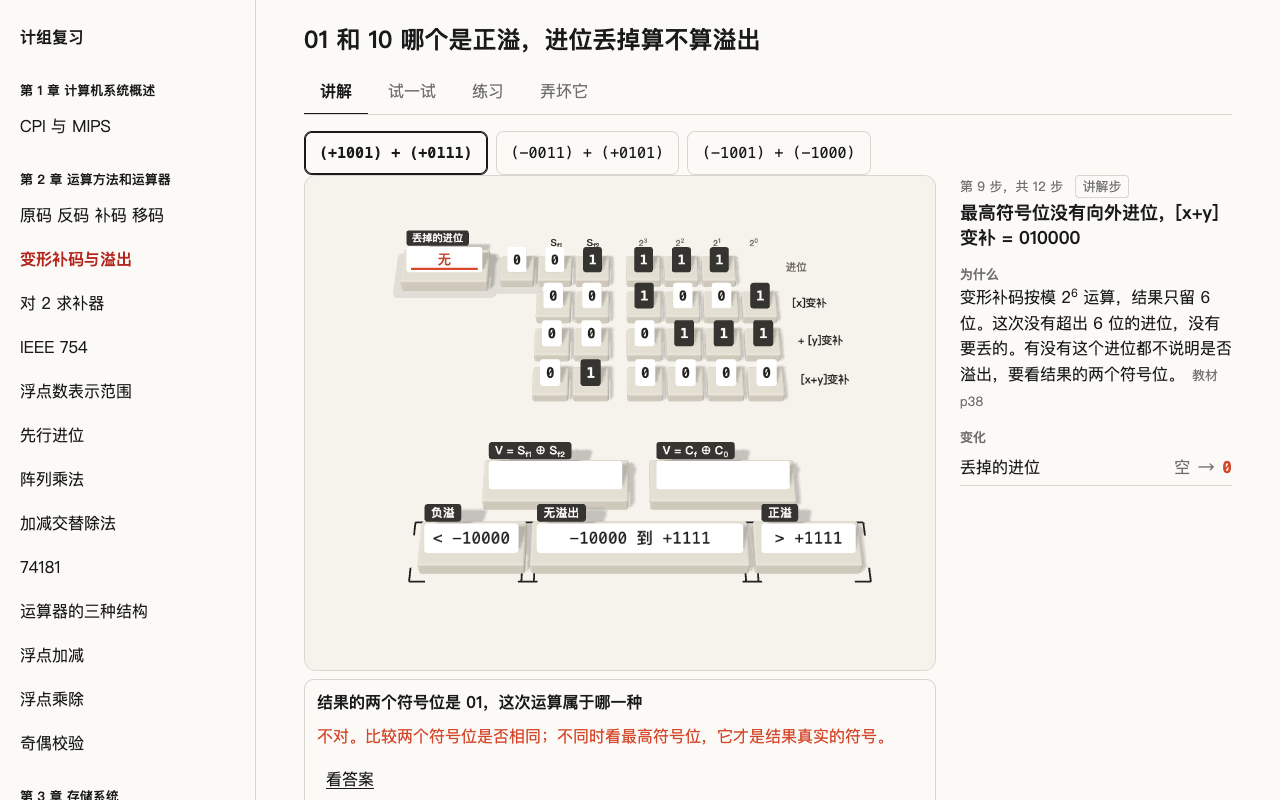 计组复习
第 1 章 计算机系统概述
CPI 与 MIPS
第 2 章 运算方法和运算器
原码 反码 补码 移码
变形补码与溢出
对 2 求补器
IEEE 754
浮点数表示范围
先行进位
阵列乘法
加减交替除法
74181
运算器的三种结构
浮点加减
浮点乘除
奇偶校验
第 3 章 存储系统
01 和 10 哪个是正溢，进位丢掉算不算溢出
讲解 试一试 练习 弄坏它
(+1001) + (+0111) (−0011) + (+0101) (−1001) + (−1000)
丢掉的进位 Sf1 Sf2 2³ 2² 2¹ 2⁰
无 0 0 1 1 1 1 进位
0 0 1 0 0 1 [x]变补
0 0 0 1 1 1 + [y]变补
0 1 0 0 0 0 [x+y]变补
V = Sf1 ⊕ Sf2 V = Cf ⊕ C0
负溢 无溢出 正溢
< −10000 −10000 到 +1111 > +1111
结果的两个符号位是 01，这次运算属于哪一种
不对。比较两个符号位是否相同；不同时看最高符号位，它才是结果真实的符号。
看答案
第 9 步，共 12 步 讲解步
最高符号位没有向外进位，[x+y]
变补 = 010000
为什么
变形补码按模 2⁶ 运算，结果只留 6
位。这次没有超出 6 位的进位，没有
要丢的。有没有这个进位都不说明是否
溢出，要看结果的两个符号位。 教材
p38
变化
丢掉的进位 空 → 0